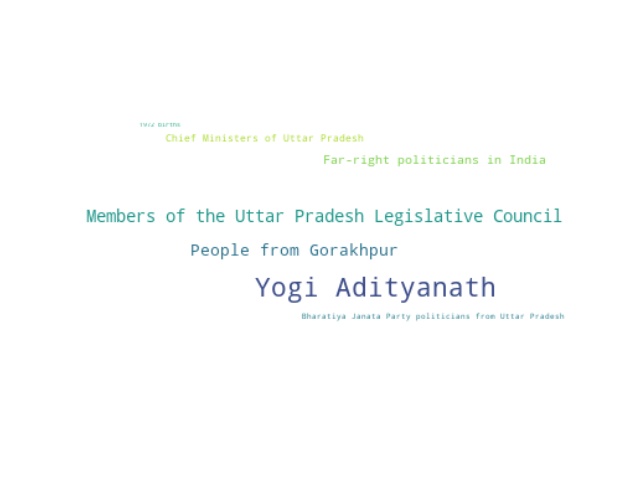 1972 births
Chief Ministers of Uttar Pradesh
Far-right politicians in India
Members of the Uttar Pradesh Legislative Council
People from Gorakhpur
Yogi Adityanath
Bharatiya Janata Party politicians from Uttar Pradesh